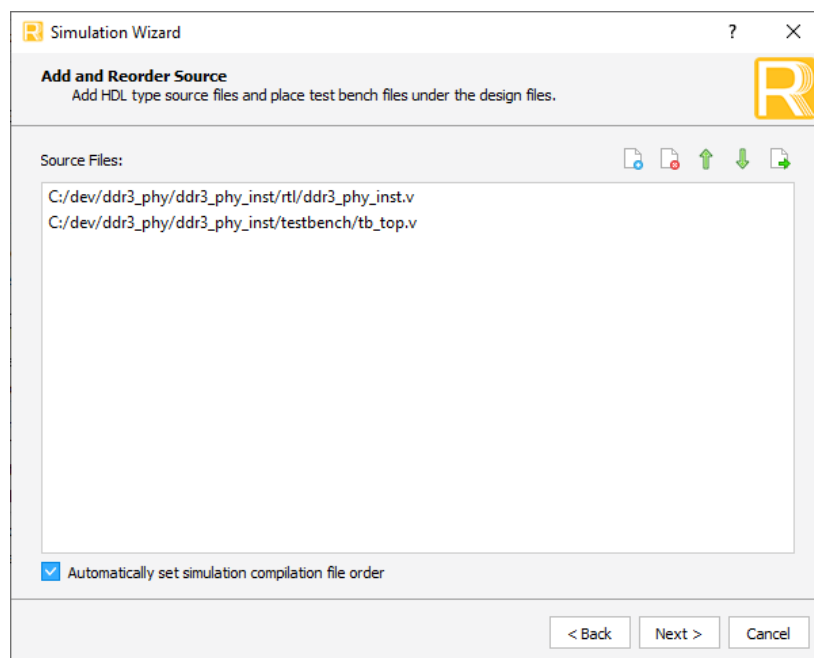 Simulation Wizard
Add and Reorder Source
Add HDL type source files and place test bench files under the design files.
Source Files:
C:/dev/ddr3_phy/ddr3_phy_inst/rtl/ddr3_phy_inst.v
C:/dev/ddr3_phy/ddr3_phy_inst/testbench/tb_top.v
Automatically set simulation compilation file order
< Back Next > Cancel